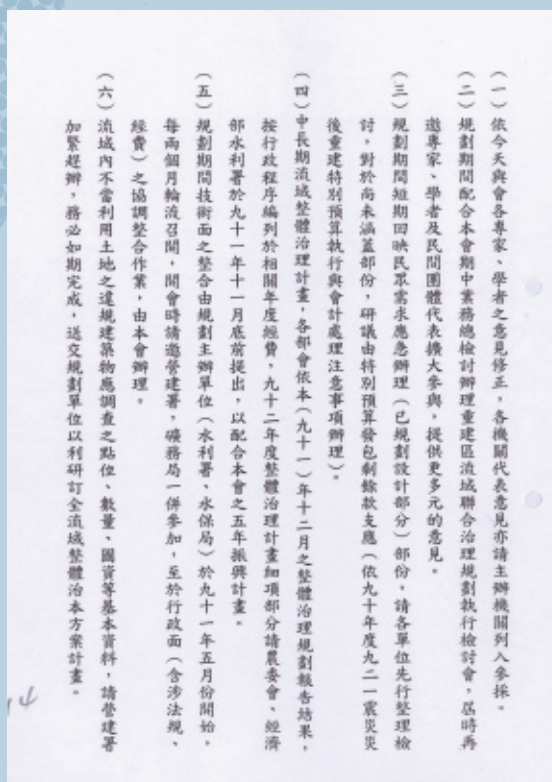 (一)依今天與會各專家、學者之意見修正,各機關代表意見亦請主辦機關列入參採。
(二)規劃期間配合本會期中業務總檢討辦理重建區流域聯合治理規劃執行檢討會,屆時再
邀專家、學者及民間團體代表擴大參與,提供更多元的意見。
(三)規劃期間短期回映民眾需求應急辦理(已規劃設計部分)部份,請各單位先行整理檢
討,對於尚未涵蓋部份,研議由特別預算發包剩餘款支應(依九十年度九二一震災災
後重建特別預算執行與會計處理注意事項辦理)。
(四)中長期流域整體治理計畫,各部會依本(九十一)年十二月之整體治理規劃報告結果,
按行政程序編列於相關年度經費,九十二年度整體治理計畫細項部分請農委會、經濟
部水利署於九十一年十一月底前提出,以配合本會之五年振興計畫。
(五)規劃期間技術面之整合由規劃主辦單位(水利署、水保局)於九十一年五月份開始,
每兩個月輪流召開,開會時請邀營建署、礦務局一併參加,至於行政面(含涉法規、
經費)之協調整合作業,由本會辦理。
(六)流域內不當利用土地之違規建築物應調查之點位、數量、圖資等基本資料,請營建署
加緊趕辦,務必如期完成,送交規劃單位以利研訂全流域整體治本方案計畫。
14